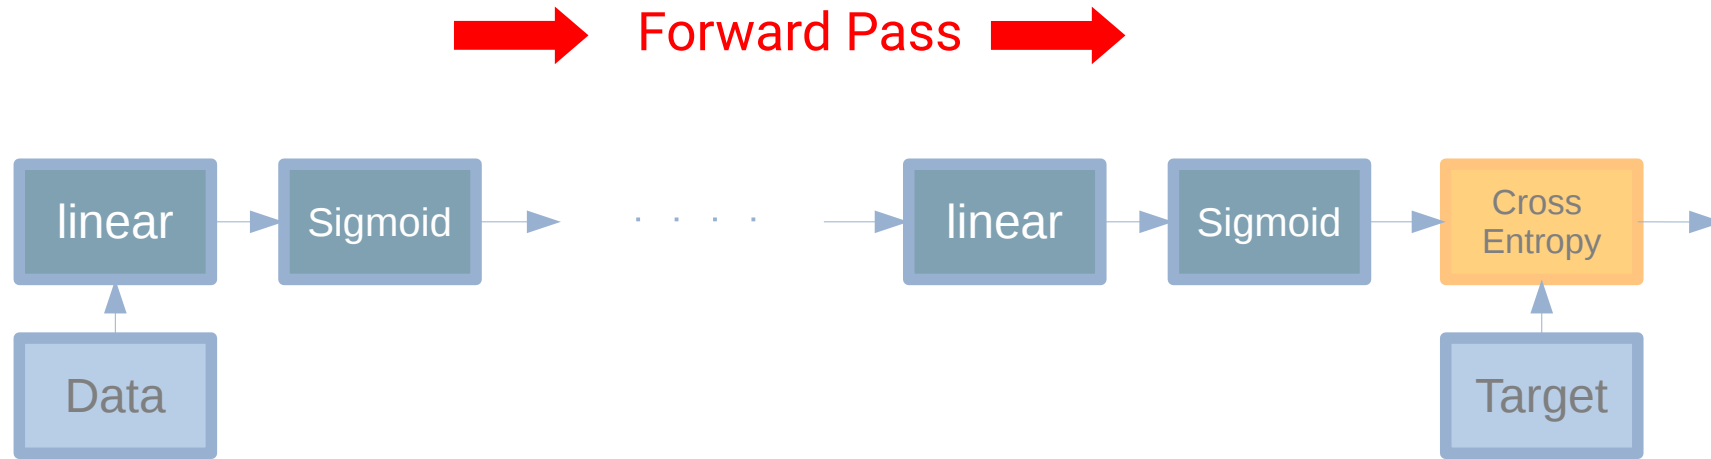 Forward Pass
linear
Sigmoid
. . . .
linear
Sigmoid
Cross
Entropy
Data
Target